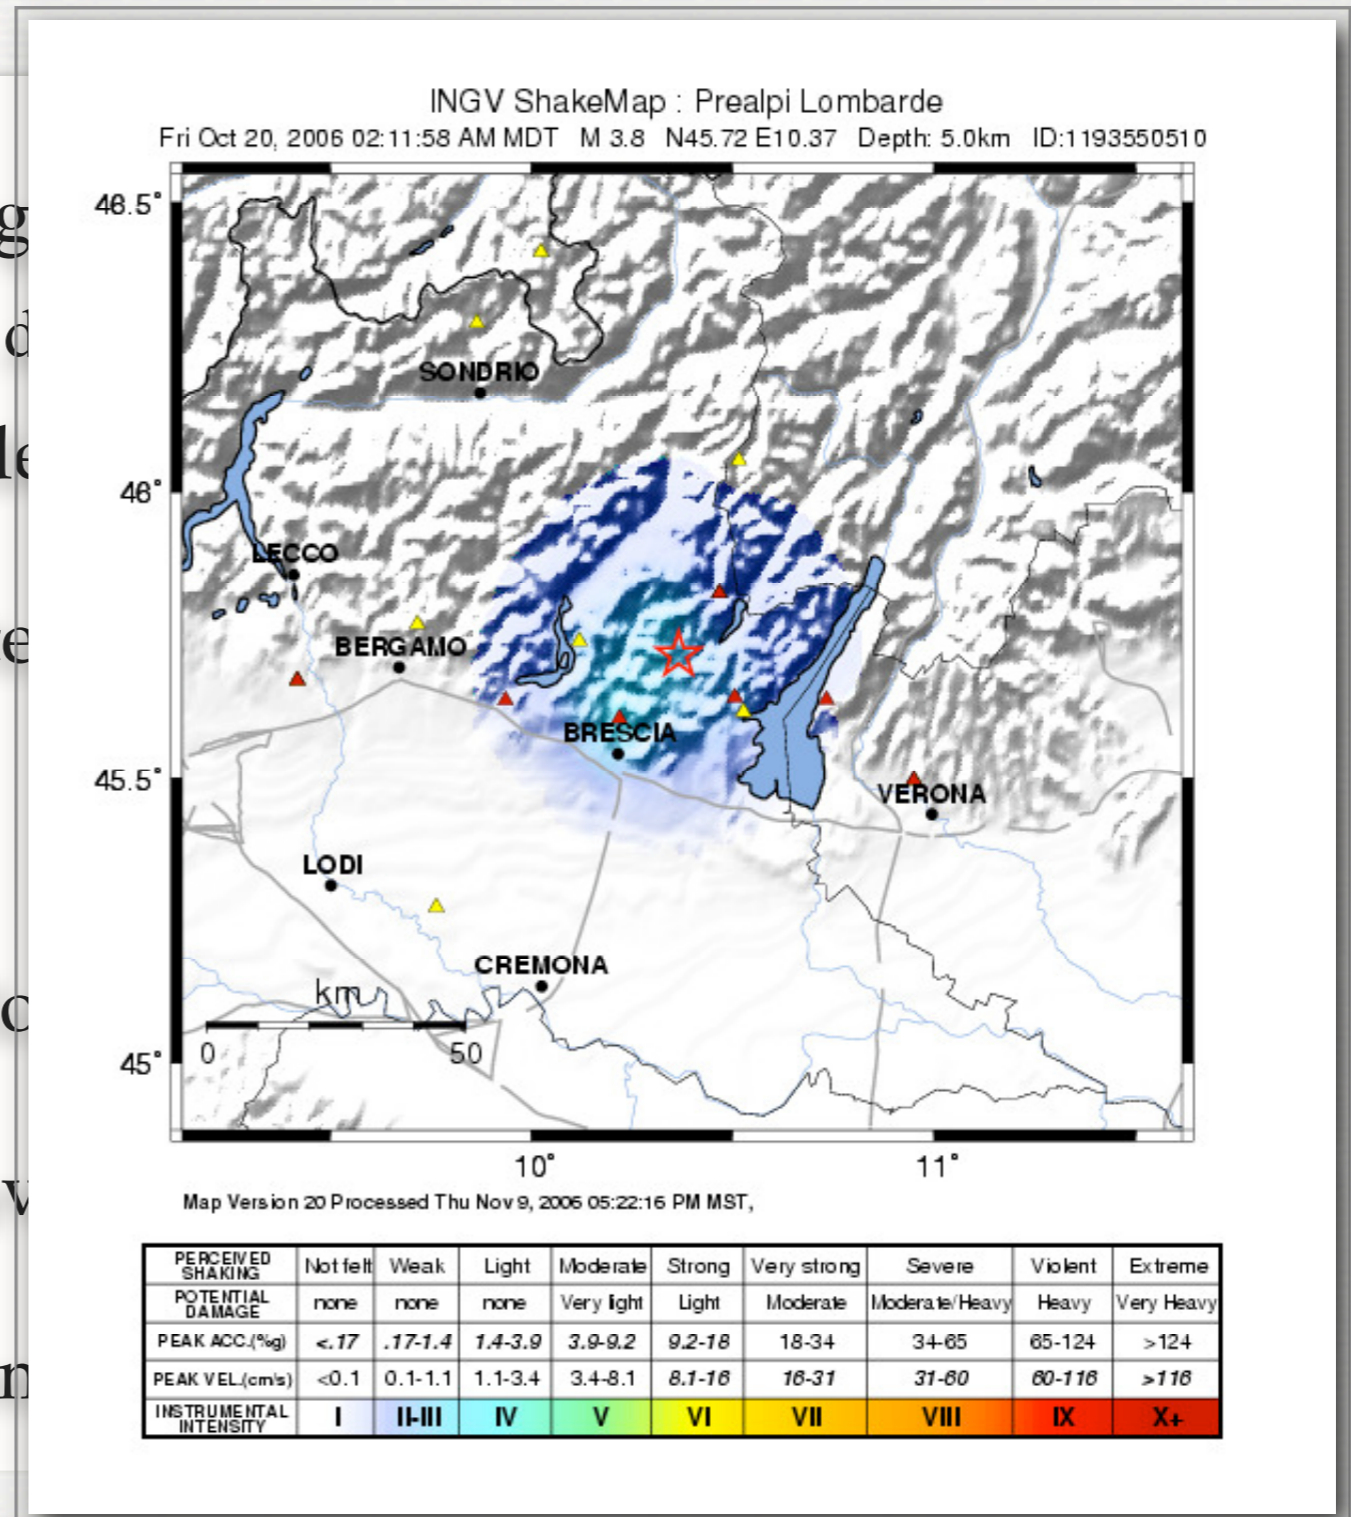 INGV ShakeMap : Prealpi Lombarde
Fri Oct 20, 2006 02:11:58 AM MDT M 3.8 N45.72 E10.37 Depth: 5.0km ID:1193550510
46.5°
SONDRIO
46°
LECCO
BERGAMO
BRESCIA
45.5°
VERONA
LODI
CREMONA
km
0 50
45°
10° 11°
Map Version 20 Processed Thu Nov 9, 2006 05:22:16 PM MST,
PERCEIVED SHAKING Not felt Weak Light Moderate Strong Very strong Severe Violent Extreme
POTENTIAL DAMAGE none none none Very light Light Moderate Moderate/Heavy Heavy Very Heavy
PEAK ACC.(%g) <.17 .17-1.4 1.4-3.9 3.9-9.2 9.2-18 18-34 34-65 65-124 >124
PEAK VEL.(cm/s) <0.1 0.1-1.1 1.1-3.4 3.4-8.1 8.1-16 16-31 31-60 60-116 >116
INSTRUMENTAL INTENSITY I II-III IV V VI VII VIII IX X+